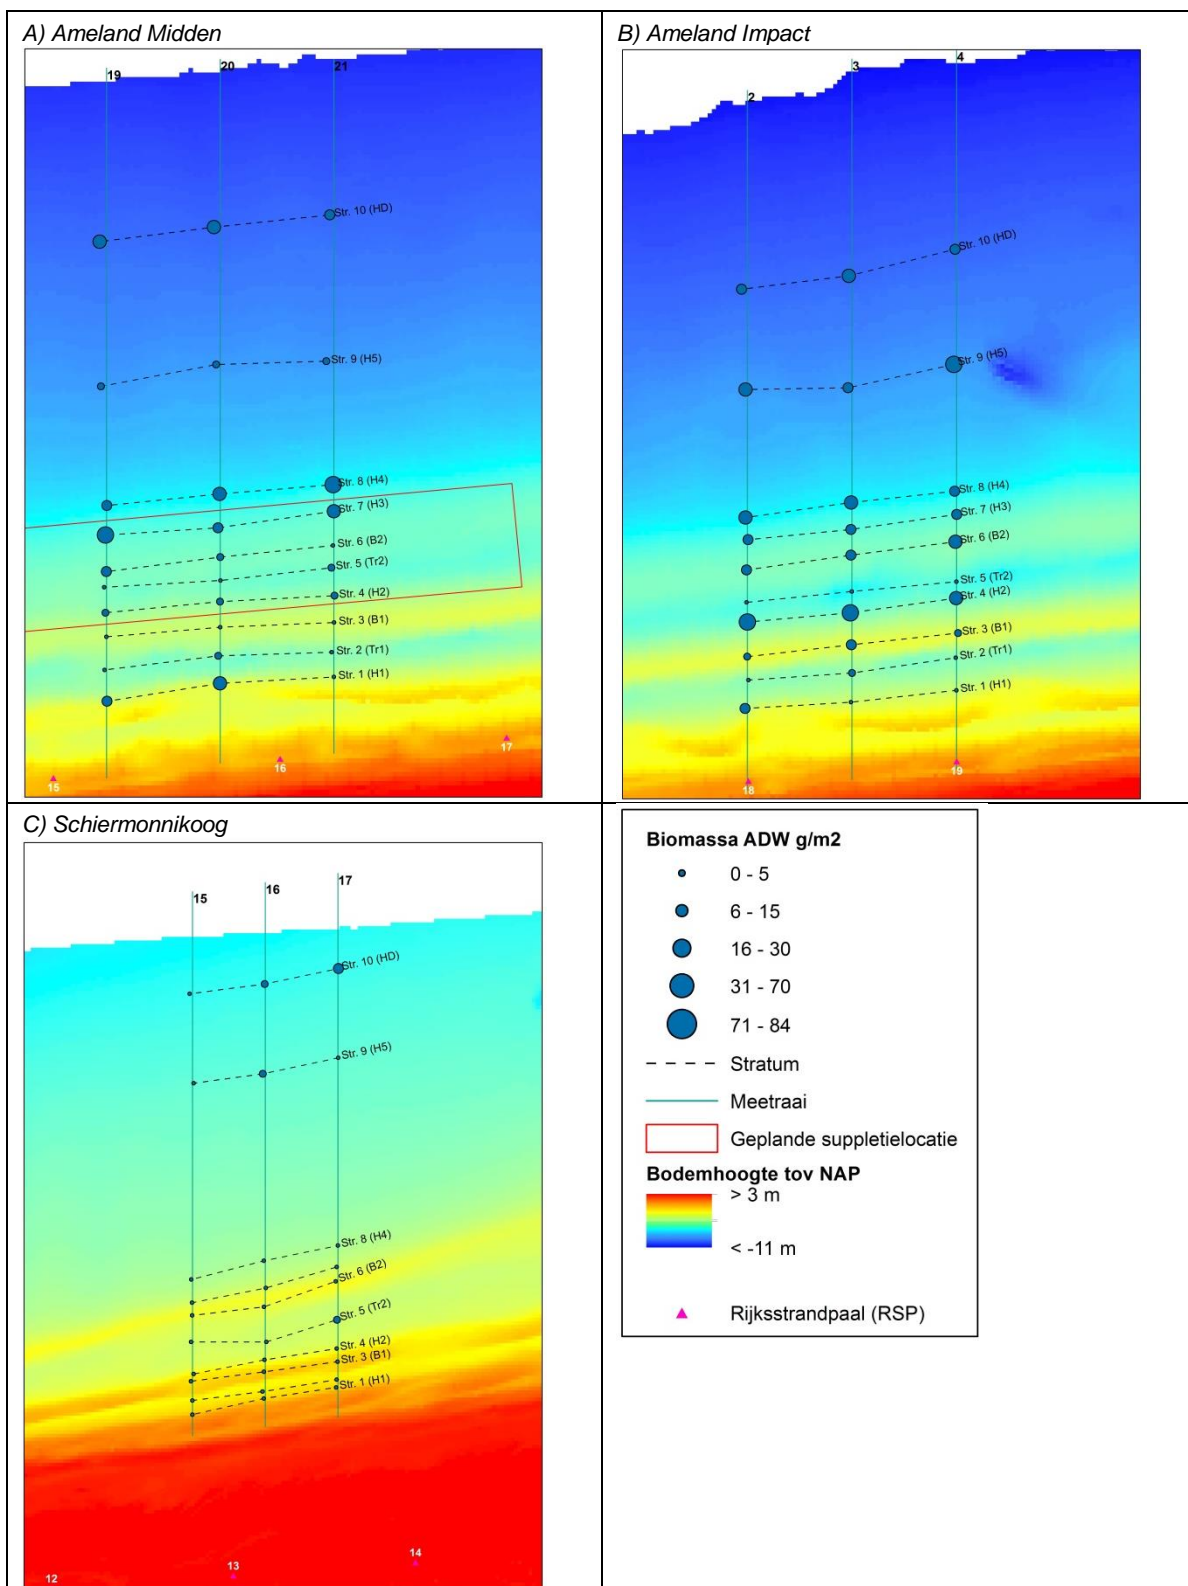 A) Ameland Midden
19
20
21
Str. 10 (HD)
Str. 9 (H5)
Str. 8 (H4)
Str. 7 (H3)
Str. 6 (B2)
Str. 5 (Tr2)
Str. 4 (H2)
Str. 3 (B1)
Str. 2 (Tr1)
Str. 1 (H1)
15
16
17
B) Ameland Impact
2
3
4
Str. 10 (HD)
Str. 9 (H5)
Str. 8 (H4)
Str. 7 (H3)
Str. 6 (B2)
Str. 5 (Tr2)
Str. 4 (H2)
Str. 3 (B1)
Str. 2 (Tr1)
Str. 1 (H1)
18
19
C) Schiermonnikoog
15
16
17
Str. 10 (HD)
Str. 9 (H5)
Str. 8 (H4)
Str. 6 (B2)
Str. 5 (Tr2)
Str. 4 (H2)
Str. 3 (B1)
Str. 1 (H1)
12
13
14
Biomassa ADW g/m2
0 - 5
6 - 15
16 - 30
31 - 70
71 - 84
Stratum
Meetraai
Geplande suppletielocatie
Bodemhoogte tov NAP
> 3 m
< -11 m
Rijksstrandpaal (RSP)